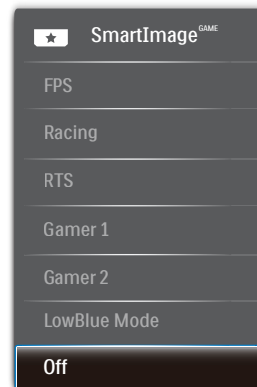 SmartImage GAME
FPS
Racing
RTS
Gamer 1
Gamer 2
LowBlue Mode
Off